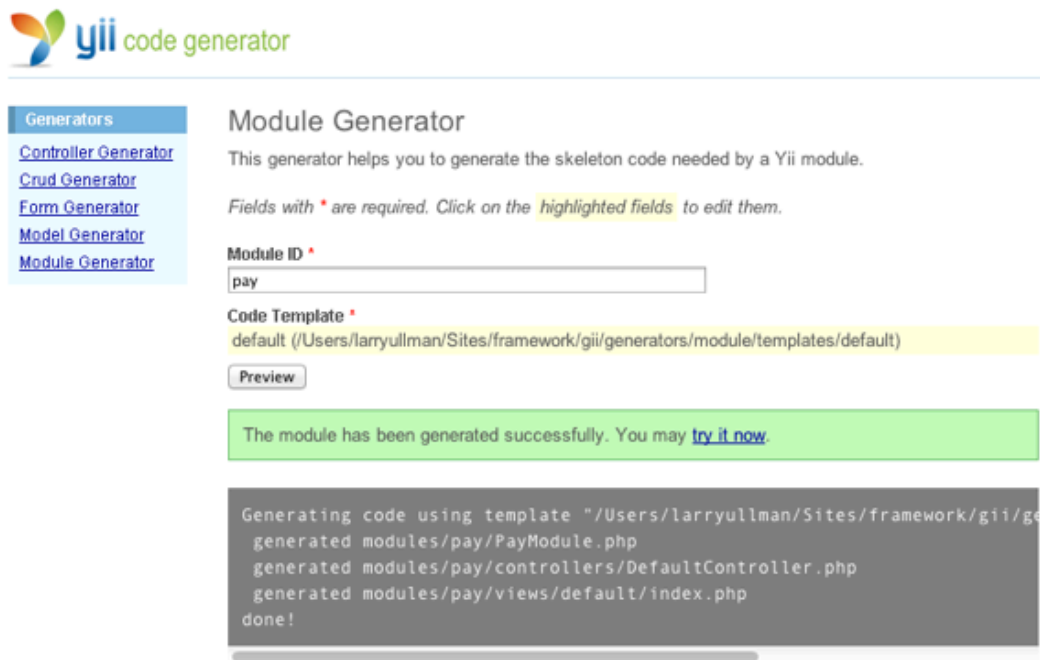 yii code generator
Generators
Controller Generator
Crud Generator
Form Generator
Model Generator
Module Generator
Module Generator
This generator helps you to generate the skeleton code needed by a Yii module.
Fields with * are required. Click on the highlighted fields to edit them.
Module ID *
pay
Code Template *
default (/Users/larryullman/Sites/framework/gii/generators/module/templates/default)
Preview
The module has been generated successfully. You may try it now.
Generating code using template "/Users/larryullman/Sites/framework/gii/ge
generated modules/pay/PayModule.php
generated modules/pay/controllers/DefaultController.php
generated modules/pay/views/default/index.php
done!